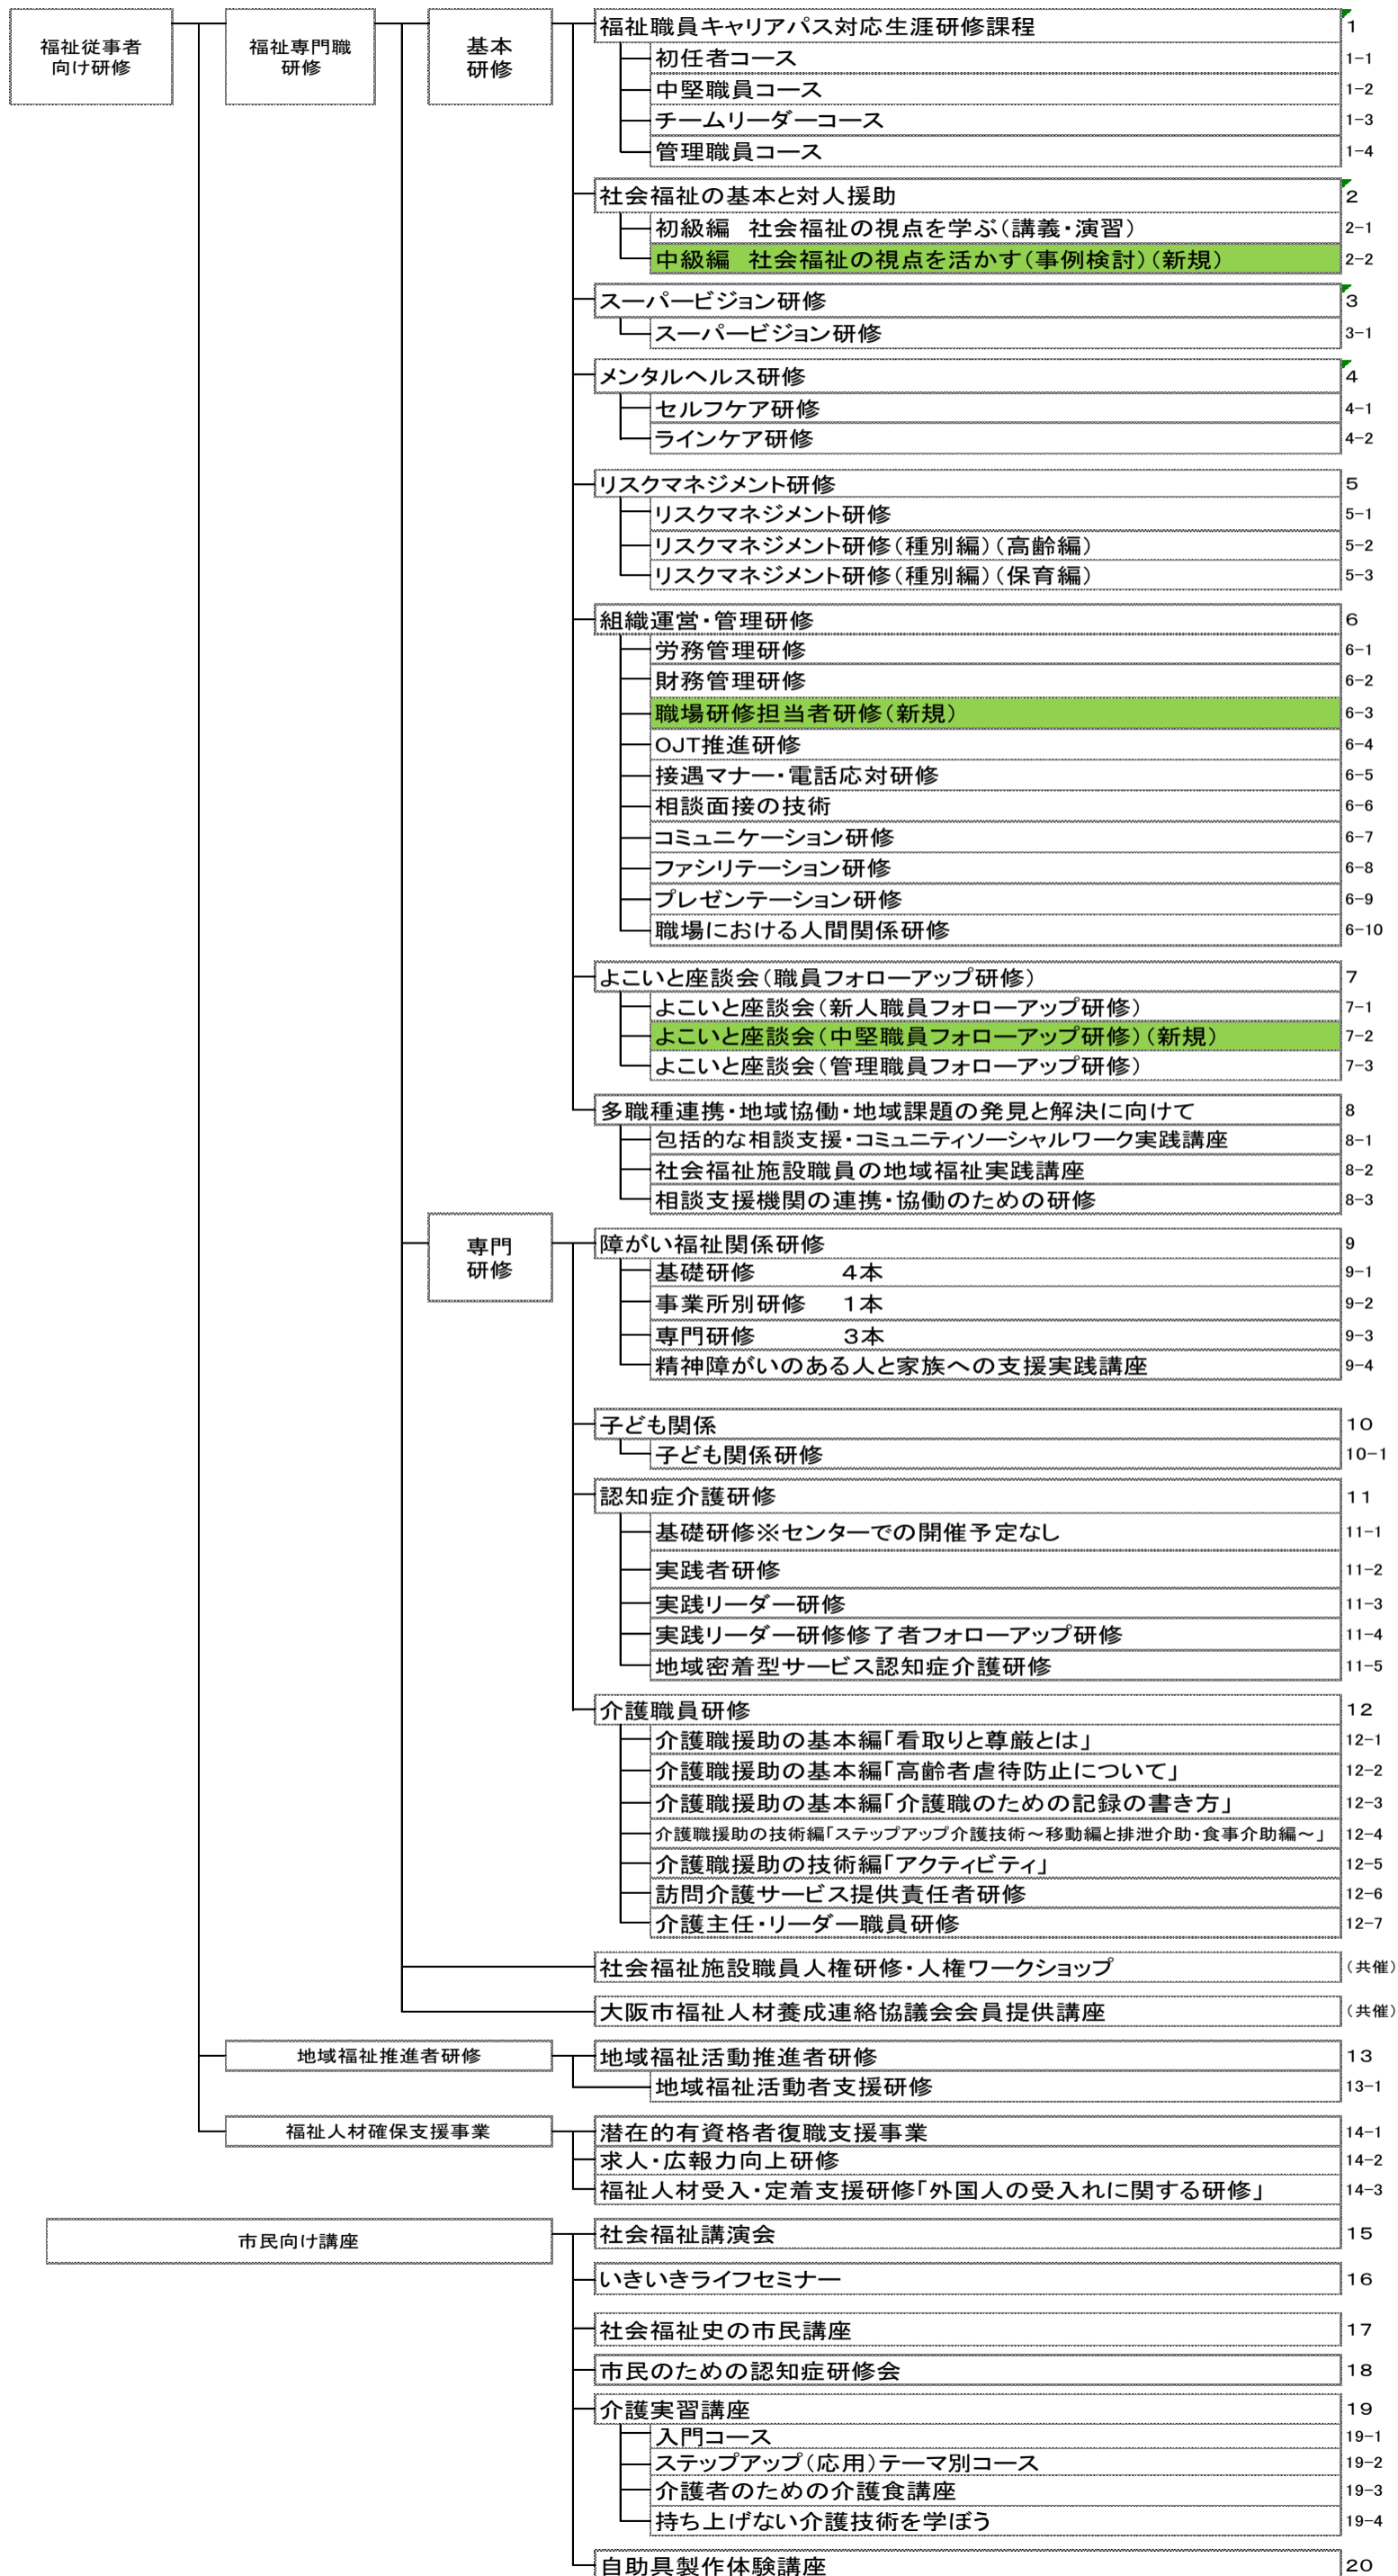 福祉従事者
向け研修
福祉専門職
研修
基本
研修
福祉職員キャリアパス対応生涯研修課程 1
初任者コース 1-1
中堅職員コース 1-2
チームリーダーコース 1-3
管理職員コース 1-4
社会福祉の基本と対人援助 2
初級編 社会福祉の視点を学ぶ(講義・演習) 2-1
中級編 社会福祉の視点を活かす(事例検討)(新規) 2-2
スーパービジョン研修 3
スーパービジョン研修 3-1
メンタルヘルス研修 4
セルフケア研修 4-1
ラインケア研修 4-2
リスクマネジメント研修 5
リスクマネジメント研修 5-1
リスクマネジメント研修(種別編)(高齢編) 5-2
リスクマネジメント研修(種別編)(保育編) 5-3
組織運営・管理研修 6
労務管理研修 6-1
財務管理研修 6-2
職場研修担当者研修(新規) 6-3
OJT推進研修 6-4
接遇マナー・電話応対研修 6-5
相談面接の技術 6-6
コミュニケーション研修 6-7
ファシリテーション研修 6-8
プレゼンテーション研修 6-9
職場における人間関係研修 6-10
よこいと座談会(職員フォローアップ研修) 7
よこいと座談会(新人職員フォローアップ研修) 7-1
よこいと座談会(中堅職員フォローアップ研修)(新規) 7-2
よこいと座談会(管理職員フォローアップ研修) 7-3
多職種連携・地域協働・地域課題の発見と解決に向けて 8
包括的な相談支援・コミュニティソーシャルワーク実践講座 8-1
社会福祉施設職員の地域福祉実践講座 8-2
相談支援機関の連携・協働のための研修 8-3
専門
研修
障がい福祉関係研修 9
基礎研修 4本 9-1
事業所別研修 1本 9-2
専門研修 3本 9-3
精神障がいのある人と家族への支援実践講座 9-4
子ども関係 10
子ども関係研修 10-1
認知症介護研修 11
基礎研修※センターでの開催予定なし 11-1
実践者研修 11-2
実践リーダー研修 11-3
実践リーダー研修修了者フォローアップ研修 11-4
地域密着型サービス認知症介護研修 11-5
介護職員研修 12
介護職援助の基本編「看取りと尊厳とは」 12-1
介護職援助の基本編「高齢者虐待防止について」 12-2
介護職援助の基本編「介護職のための記録の書き方」 12-3
介護職援助の技術編「ステップアップ介護技術～移動編と排泄介助・食事介助編～」 12-4
介護職援助の技術編「アクティビティ」 12-5
訪問介護サービス提供責任者研修 12-6
介護主任・リーダー職員研修 12-7
社会福祉施設職員人権研修・人権ワークショップ (共催)
大阪市福祉人材養成連絡協議会会員提供講座 (共催)
地域福祉推進者研修
地域福祉活動推進者研修 13
地域福祉活動者支援研修 13-1
福祉人材確保支援事業
潜在的有資格者復職支援事業 14-1
求人・広報力向上研修 14-2
福祉人材受入・定着支援研修「外国人の受入れに関する研修」 14-3
市民向け講座
社会福祉講演会 15
いきいきライフセミナー 16
社会福祉史の市民講座 17
市民のための認知症研修会 18
介護実習講座 19
入門コース 19-1
ステップアップ(応用)テーマ別コース 19-2
介護者のための介護食講座 19-3
持ち上げない介護技術を学ぼう 19-4
自助具製作体験講座 20